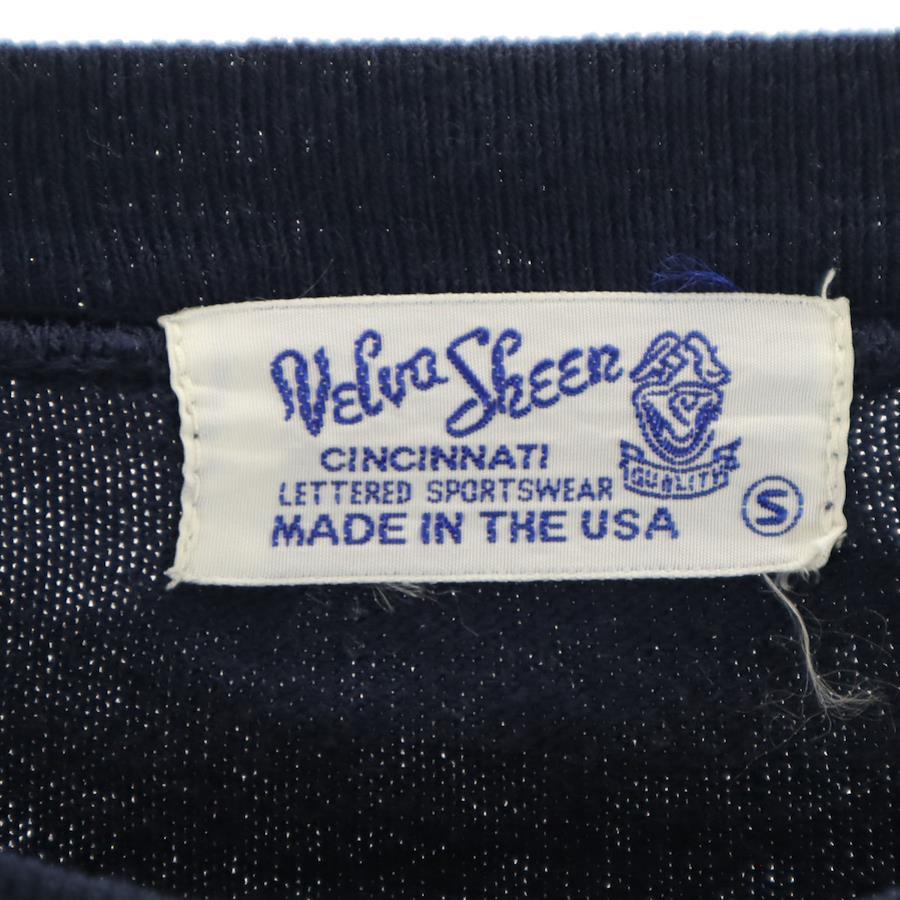 Velva Sheen
CINCINNATI
LETTERED SPORTSWEAR
MADE IN THE USA
QUALITY
S